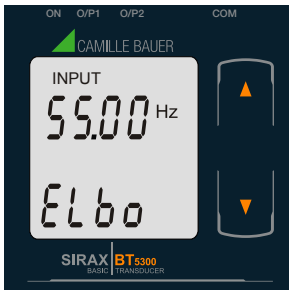 ON O/P1 O/P2 COM
CAMILLE BAUER
INPUT
55.00 Hz
ELbo
SIRAX BT5300
BASIC TRANSDUCER